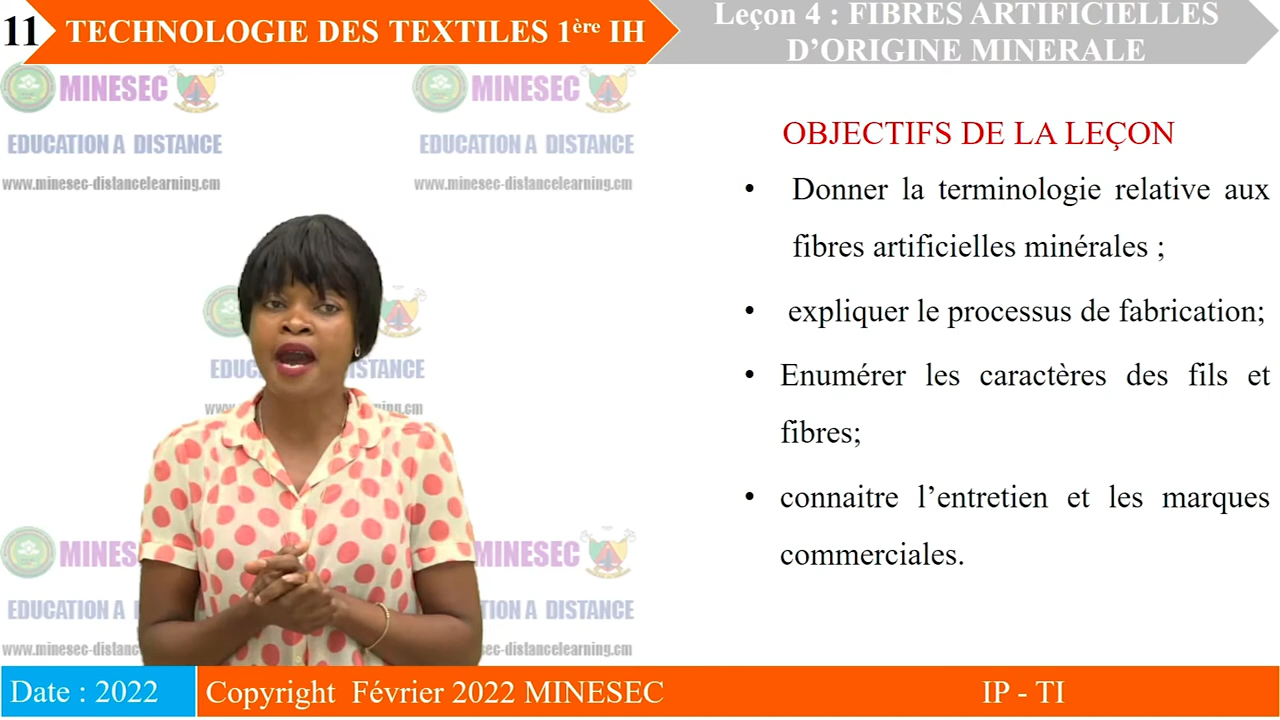 11
TECHNOLOGIE DES TEXTILES 1ère IH
Leçon 4 : FIBRES ARTIFICIELLES
D’ORIGINE MINERALE
MINESEC
MINESEC
EDUCATION A DISTANCE
EDUCATION A DISTANCE
www.minesec-distancelearning.cm
www.minesec-distancelearning.cm
OBJECTIFS DE LA LEÇON
• Donner la terminologie relative aux
fibres artificielles minérales ;
• expliquer le processus de fabrication;
• Enumérer les caractères des fils et
fibres;
• connaitre l’entretien et les marques
commerciales.
MINESEC
EDUCATION A
DISTANCE
Date : 2022
Copyright Février 2022 MINESEC
IP - TI